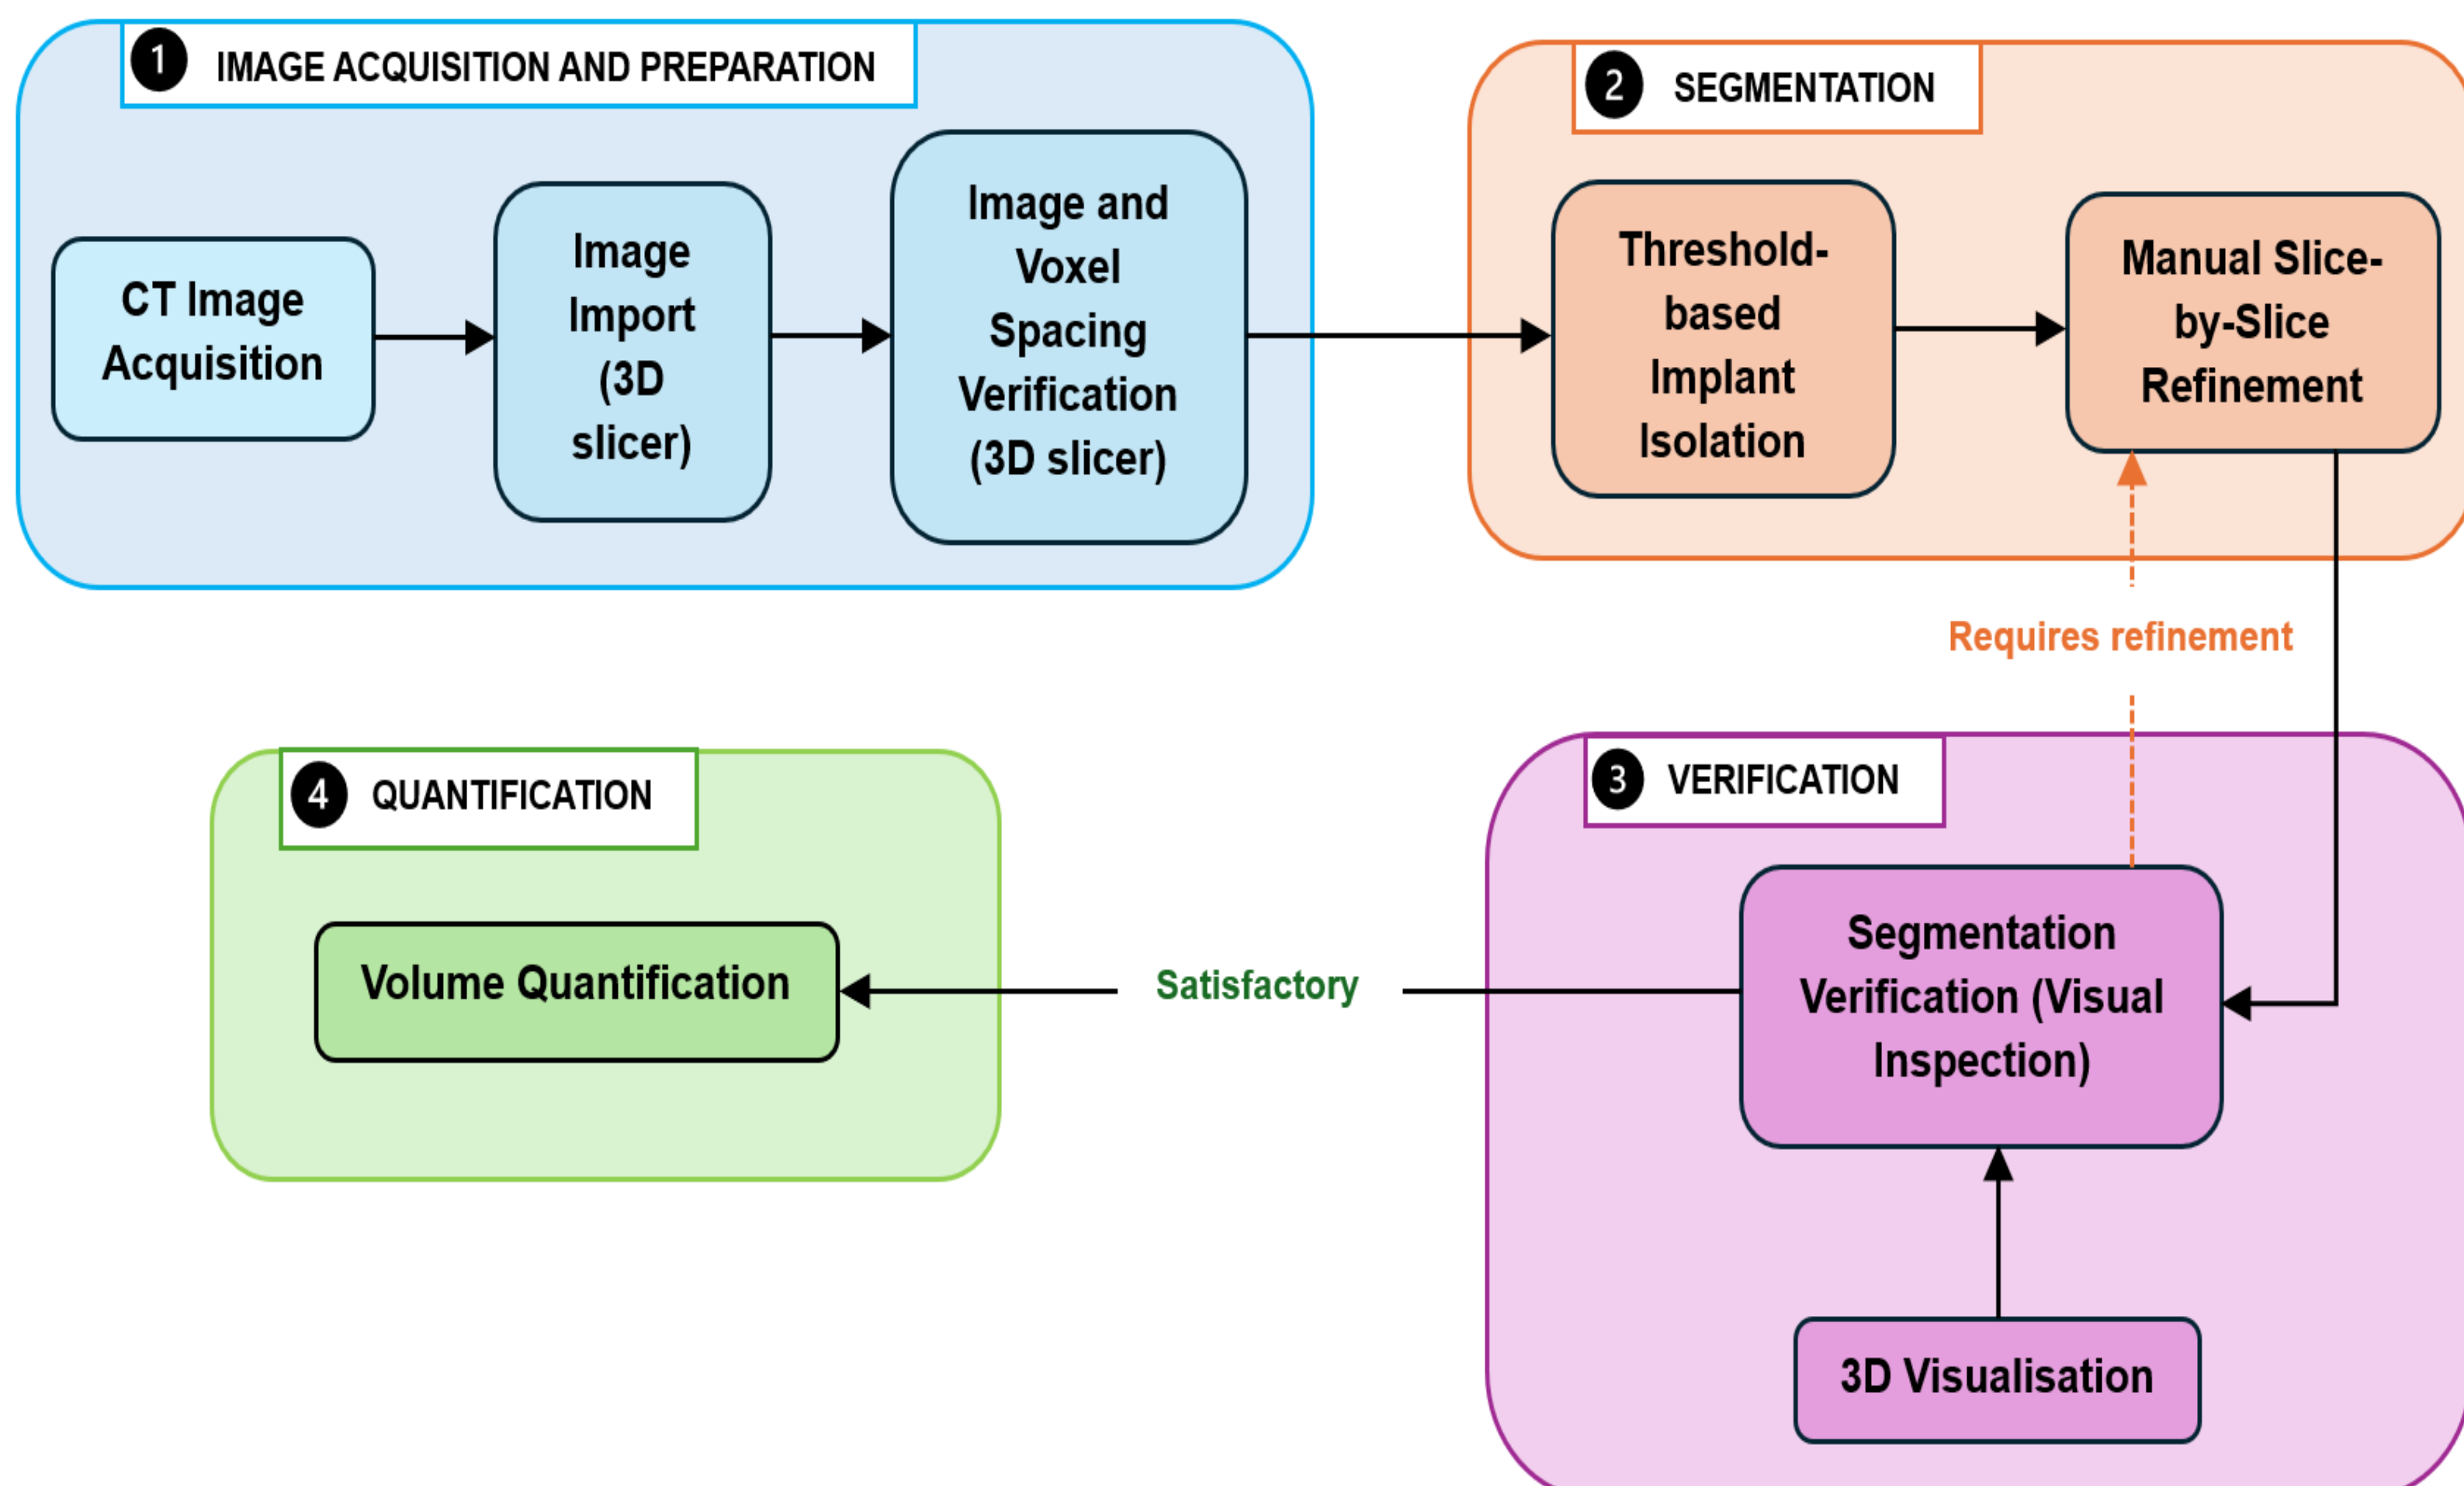 1 IMAGE ACQUISITION AND PREPARATION
CT Image
Acquisition
Image
Import
(3D
slicer)
Image and
Voxel
Spacing
Verification
(3D slicer)
2 SEGMENTATION
Threshold-
based
Implant
Isolation
Manual Slice-
by-Slice
Refinement
Requires refinement
3 VERIFICATION
Segmentation
Verification (Visual
Inspection)
3D Visualisation
Satisfactory
4 QUANTIFICATION
Volume Quantification